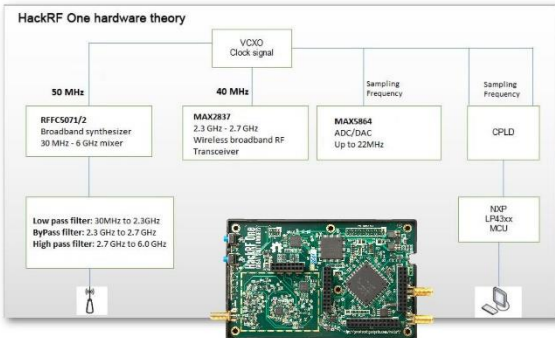 HackRF One hardware theory
VCXO
Clock signal
50 MHz
40 MHz
Sampling
Frequency
Sampling
Frequency
RFFC5071/2
Broadband synthesizer
30 MHz - 6 GHz mixer
MAX2837
2.3 GHz - 2.7 GHz
Wireless broadband RF
Transceiver
MAX5864
ADC/DAC
Up to 22MHz
CPLD
Low pass filter: 30MHz to 2.3GHz
ByPass filter: 2.3 GHz to 2.7 GHz
High pass filter: 2.7 GHz to 6.0 GHz
NXP
LP43xx
MCU
HackRF One